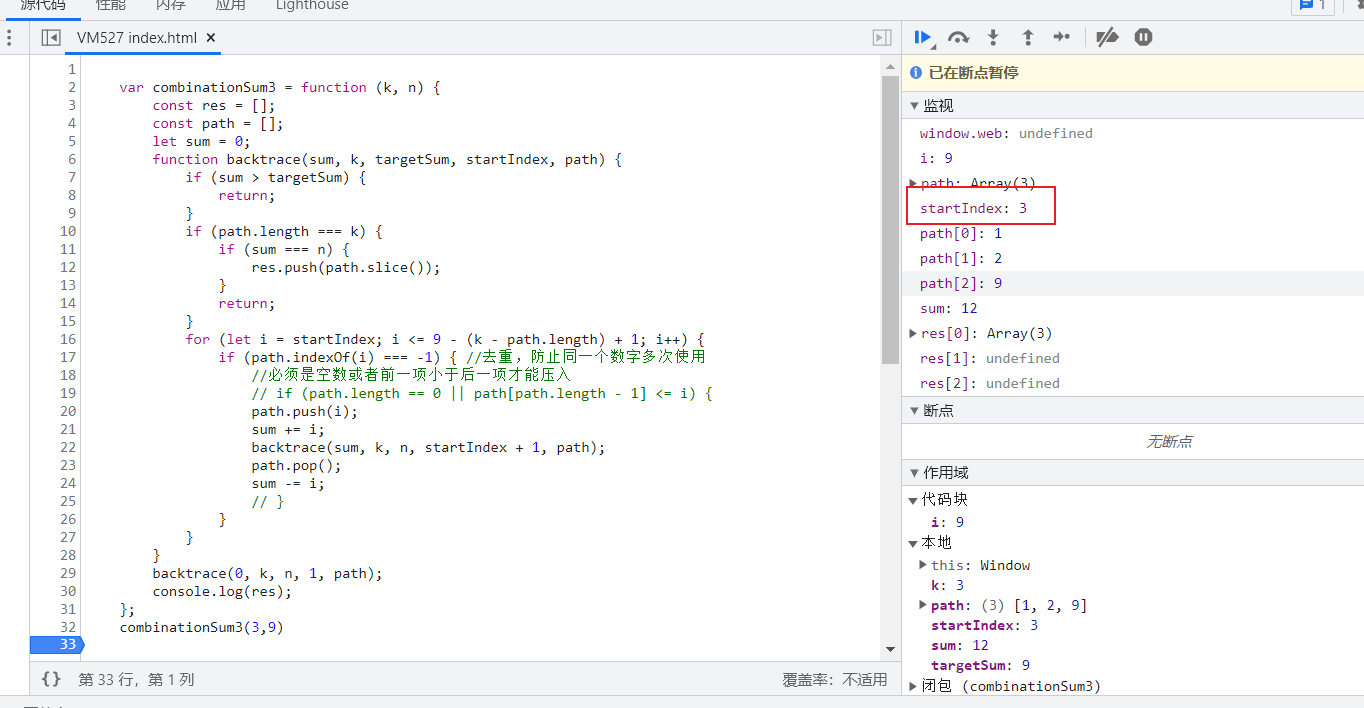 源代码 性能 内存 应用 Lighthouse 1
VM527 index.html ×
1
2 var combinationSum3 = function (k, n) {
3 const res = [];
4 const path = [];
5 let sum = 0;
6 function backtrace(sum, k, targetSum, startIndex, path) {
7 if (sum > targetSum) {
8 return;
9 }
10 if (path.length === k) {
11 if (sum === n) {
12 res.push(path.slice());
13 }
14 return;
15 }
16 for (let i = startIndex; i <= 9 - (k - path.length) + 1; i++) {
17 if (path.indexOf(i) === -1) { //去重，防止同一个数字多次使用
18 //必须是空数或者前一项小于后一项才能压入
19 // if (path.length == 0 || path[path.length - 1] <= i) {
20 path.push(i);
21 sum += i;
22 backtrace(sum, k, n, startIndex + 1, path);
23 path.pop();
24 sum -= i;
25 // }
26 }
27 }
28 }
29 backtrace(0, k, n, 1, path);
30 console.log(res);
31 };
32 combinationSum3(3,9)
33
{} 第 33 行，第 1 列 覆盖率：不适用
已在断点暂停
监视
window.web: undefined
i: 9
path: Array(3)
startIndex: 3
path[0]: 1
path[1]: 2
path[2]: 9
sum: 12
res[0]: Array(3)
res[1]: undefined
res[2]: undefined
断点
无断点
作用域
代码块
i: 9
本地
this: Window
k: 3
path: (3) [1, 2, 9]
startIndex: 3
sum: 12
targetSum: 9
闭包 (combinationSum3)